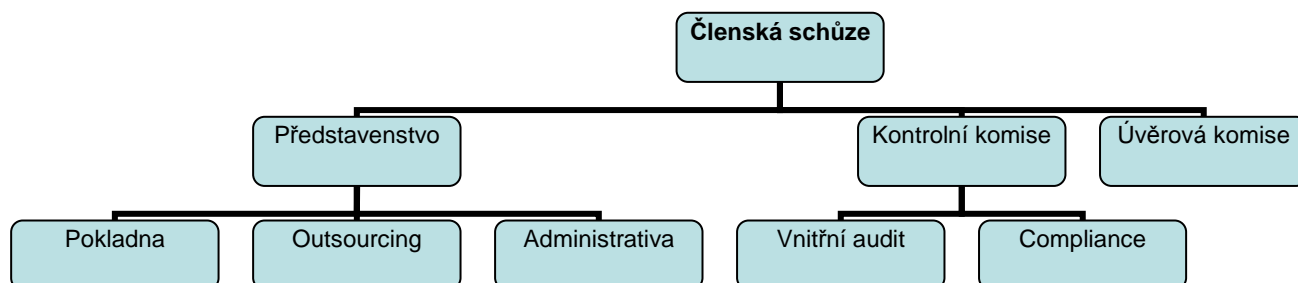 Členská schůze
Představenstvo
Kontrolní komise
Úvěrová komise
Pokladna
Outsourcing
Administrativa
Vnitřní audit
Compliance